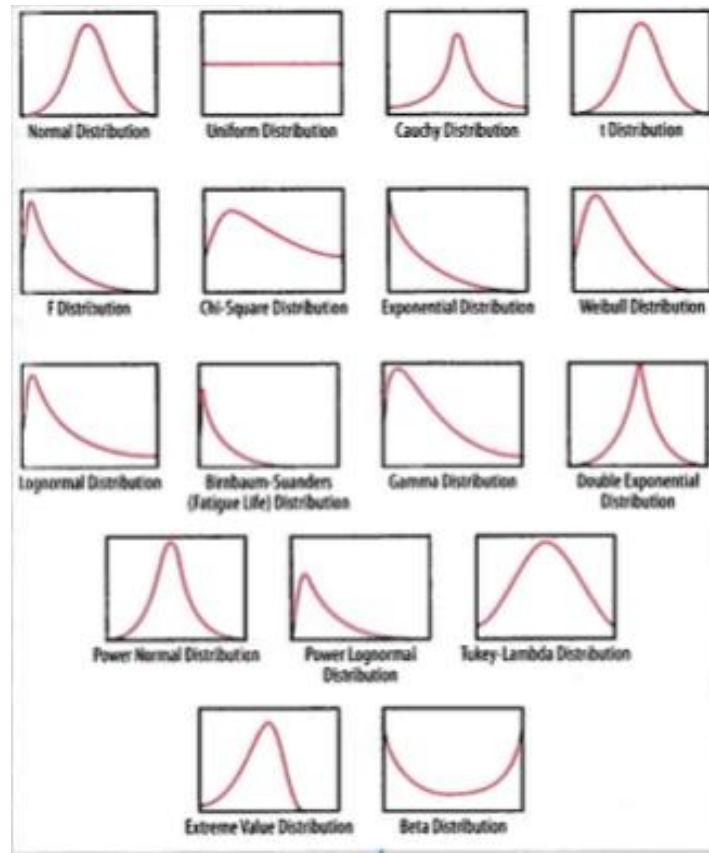 Normal Distribution
Uniform Distribution
Cauchy Distribution
t Distribution
F Distribution
Chi-Square Distribution
Exponential Distribution
Weibull Distribution
Lognormal Distribution
Birnbaum-Suanders
(Fatigue Life) Distribution
Gamma Distribution
Double Exponential
Distribution
Power Normal Distribution
Power Lognormal
Distribution
Tukey-Lambda Distribution
Extreme Value Distribution
Beta Distribution